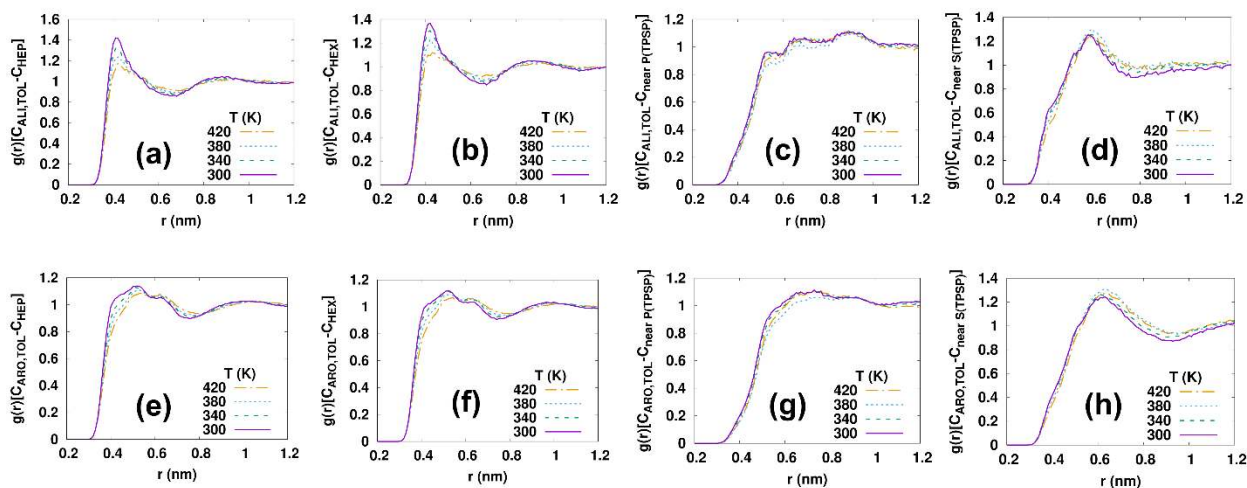 g(r)[C_ALI,TOL-C_HEP]
1.6
1.4
1.2
1
0.8
0.6
0.4
0.2
0
T (K)
420
380
340
300
(a)
0.2 0.4 0.6 0.8 1 1.2
r (nm)
g(r)[C_ALI,TOL-C_HEX]
1.4
1.2
1
0.8
0.6
0.4
0.2
0
T (K)
420
380
340
300
(b)
0.2 0.4 0.6 0.8 1 1.2
r (nm)
g(r)[C_ALI,TOL-C_near P(TPSP)]
1.2
1
0.8
0.6
0.4
0.2
0
T (K)
420
380
340
300
(c)
0.2 0.4 0.6 0.8 1 1.2
r (nm)
g(r)[C_ALI,TOL-C_near S(TPSP)]
1.4
1.2
1
0.8
0.6
0.4
0.2
0
T (K)
420
380
340
300
(d)
0.2 0.4 0.6 0.8 1 1.2
r (nm)
g(r)[C_ARO,TOL-C_HEP]
1.2
1
0.8
0.6
0.4
0.2
0
T (K)
420
380
340
300
(e)
0.2 0.4 0.6 0.8 1 1.2
r (nm)
g(r)[C_ARO,TOL-C_HEX]
1.2
1
0.8
0.6
0.4
0.2
0
T (K)
420
380
340
300
(f)
0.2 0.4 0.6 0.8 1 1.2
r (nm)
g(r)[C_ARO,TOL-C_near P(TPSP)]
1.2
1
0.8
0.6
0.4
0.2
0
T (K)
420
380
340
300
(g)
0.2 0.4 0.6 0.8 1 1.2
r (nm)
g(r)[C_ARO,TOL-C_near S(TPSP)]
1.4
1.2
1
0.8
0.6
0.4
0.2
0
T (K)
420
380
340
300
(h)
0.2 0.4 0.6 0.8 1 1.2
r (nm)